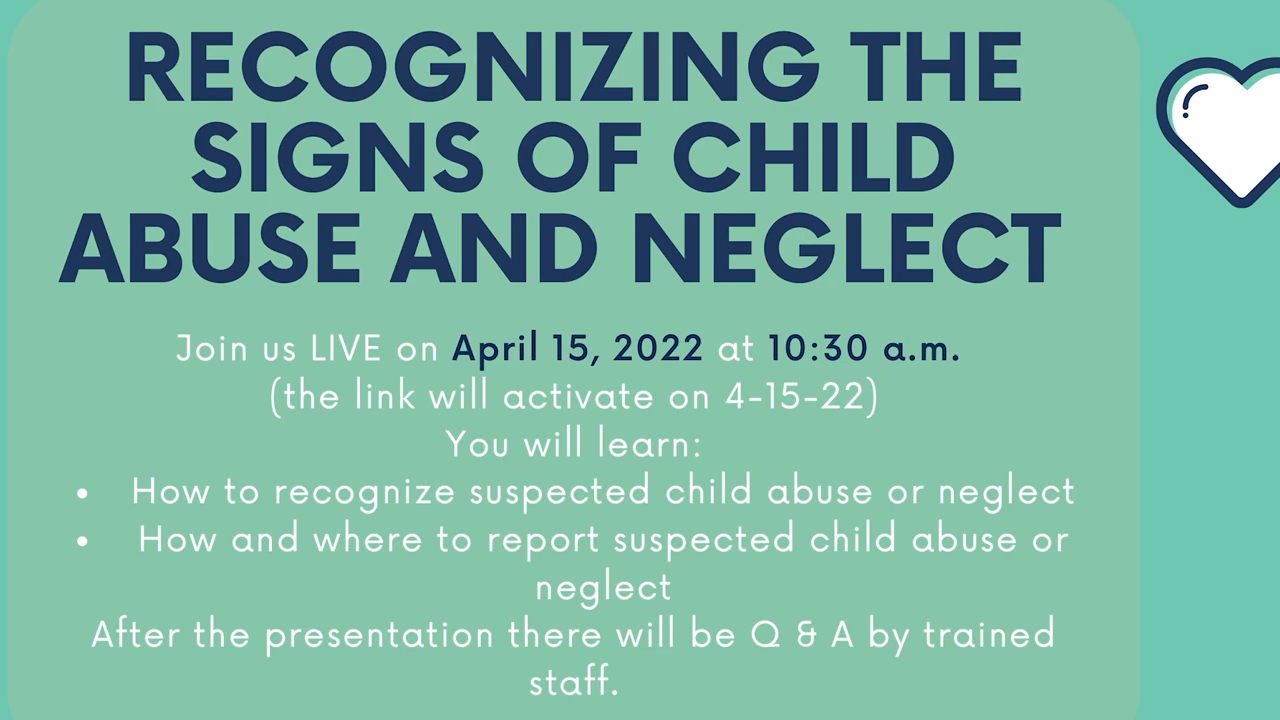 RECOGNIZING THE
SIGNS OF CHILD
ABUSE AND NEGLECT
Join us LIVE on April 15, 2022 at 10:30 a.m.
(the link will activate on 4-15-22)
You will learn:
• How to recognize suspected child abuse or neglect
• How and where to report suspected child abuse or
neglect
After the presentation there will be Q & A by trained
staff.